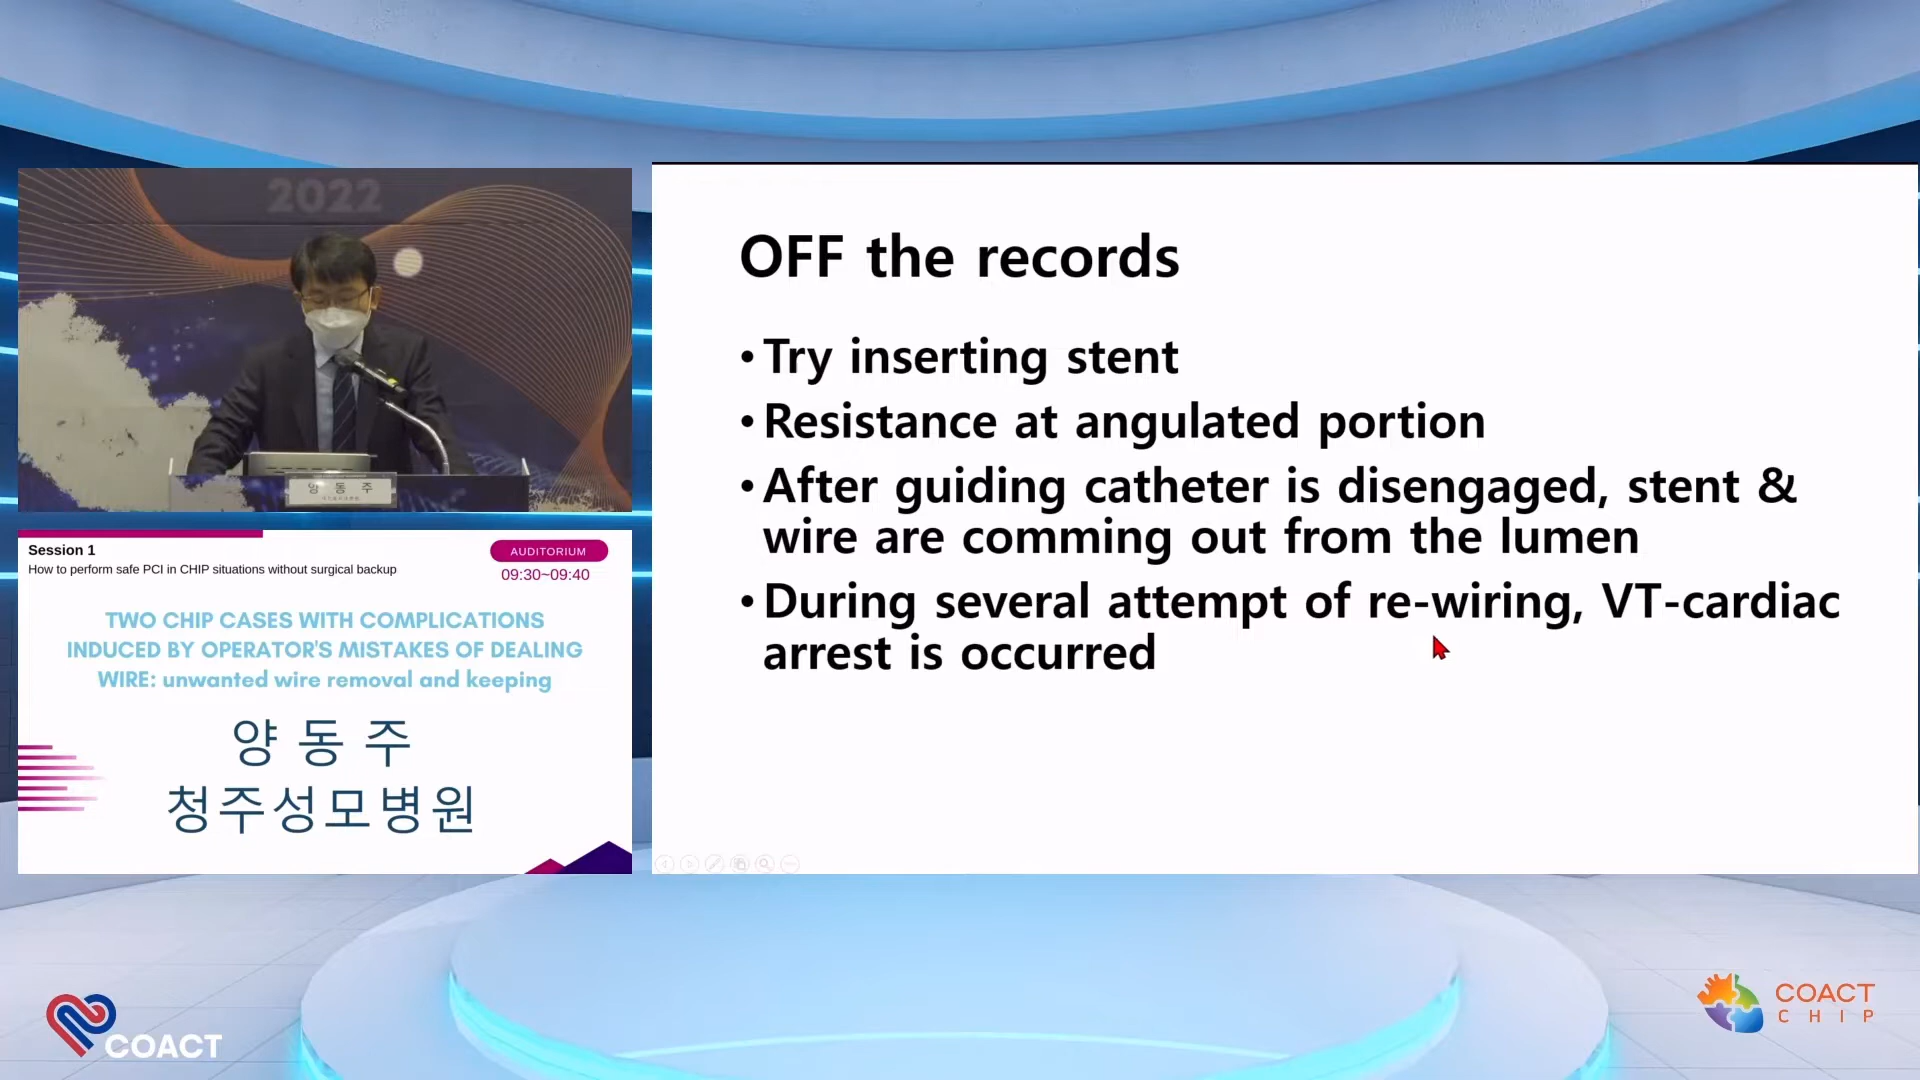 2022
양 동 주
Session 1
How to perform safe PCI in CHIP situations without surgical backup
AUDITORIUM
09:30~09:40
TWO CHIP CASES WITH COMPLICATIONS
INDUCED BY OPERATOR'S MISTAKES OF DEALING
WIRE: unwanted wire removal and keeping
양 동 주
청주성모병원
OFF the records
• Try inserting stent
• Resistance at angulated portion
• After guiding catheter is disengaged, stent &
wire are comming out from the lumen
• During several attempt of re-wiring, VT-cardiac
arrest is occurred
COACT
COACT
CHIP